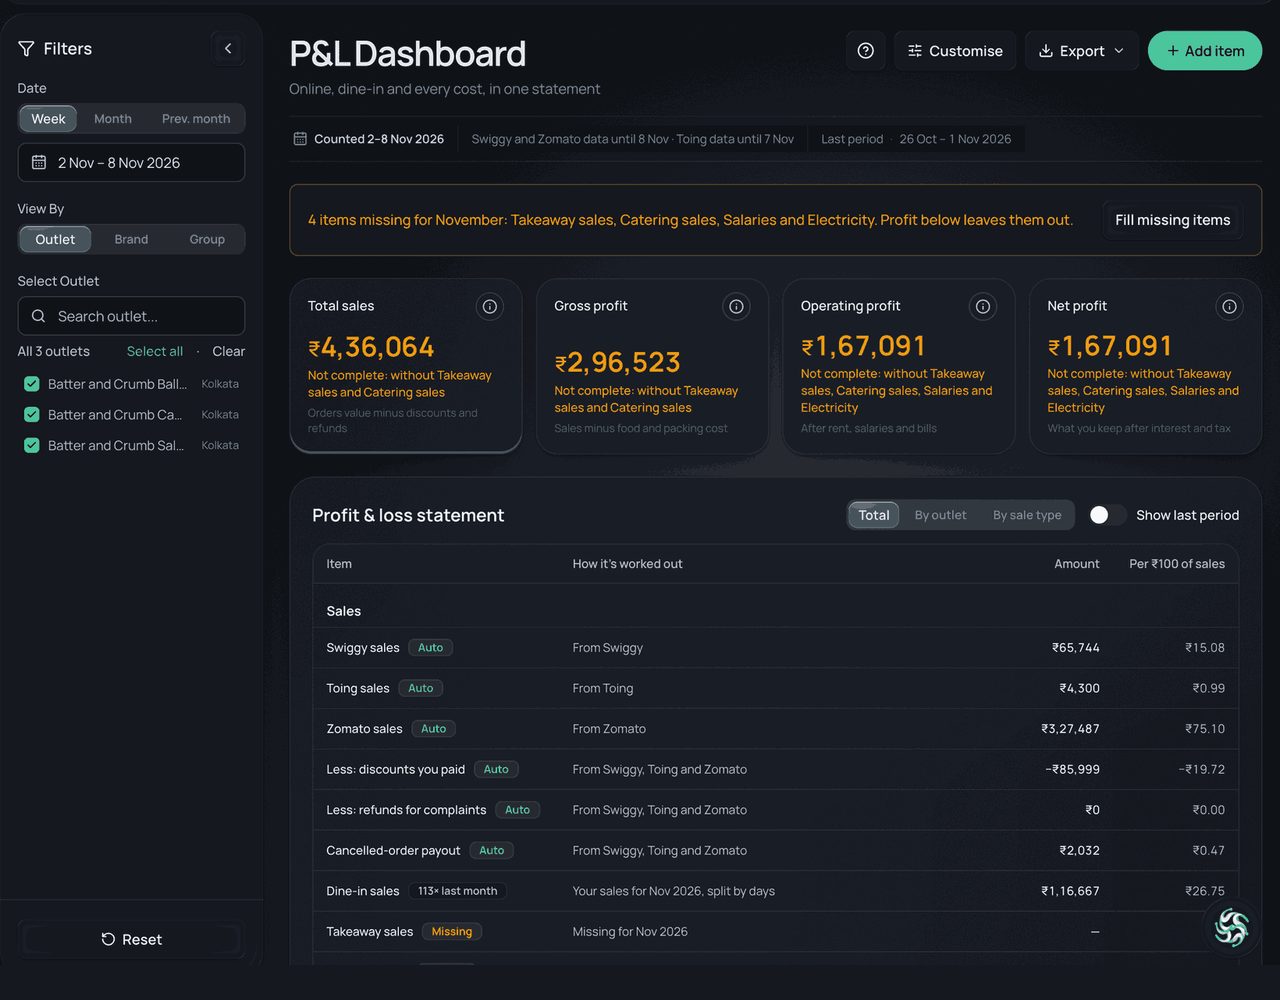 Filters
Date
Week Month Prev. month
2 Nov – 8 Nov 2026
View By
Outlet Brand Group
Select Outlet
Search outlet...
All 3 outlets Select all · Clear
Batter and Crumb Ball... Kolkata
Batter and Crumb Ca... Kolkata
Batter and Crumb Sal... Kolkata
Reset
P&L Dashboard
Online, dine-in and every cost, in one statement
Customise Export + Add item
Counted 2–8 Nov 2026 Swiggy and Zomato data until 8 Nov · Toing data until 7 Nov Last period · 26 Oct – 1 Nov 2026
4 items missing for November: Takeaway sales, Catering sales, Salaries and Electricity. Profit below leaves them out. Fill missing items
Total sales
₹4,36,064
Not complete: without Takeaway
sales and Catering sales
Orders value minus discounts and
refunds
Gross profit
₹2,96,523
Not complete: without Takeaway
sales and Catering sales
Sales minus food and packing cost
Operating profit
₹1,67,091
Not complete: without Takeaway
sales, Catering sales, Salaries and
Electricity
After rent, salaries and bills
Net profit
₹1,67,091
Not complete: without Takeaway
sales, Catering sales, Salaries and
Electricity
What you keep after interest and tax
Profit & loss statement Total By outlet By sale type Show last period
Item How it's worked out Amount Per ₹100 of sales
Sales
Swiggy sales Auto From Swiggy ₹65,744 ₹15.08
Toing sales Auto From Toing ₹4,300 ₹0.99
Zomato sales Auto From Zomato ₹3,27,487 ₹75.10
Less: discounts you paid Auto From Swiggy, Toing and Zomato −₹85,999 −₹19.72
Less: refunds for complaints Auto From Swiggy, Toing and Zomato ₹0 ₹0.00
Cancelled-order payout Auto From Swiggy, Toing and Zomato ₹2,032 ₹0.47
Dine-in sales 113× last month Your sales for Nov 2026, split by days ₹1,16,667 ₹26.75
Takeaway sales Missing Missing for Nov 2026 —